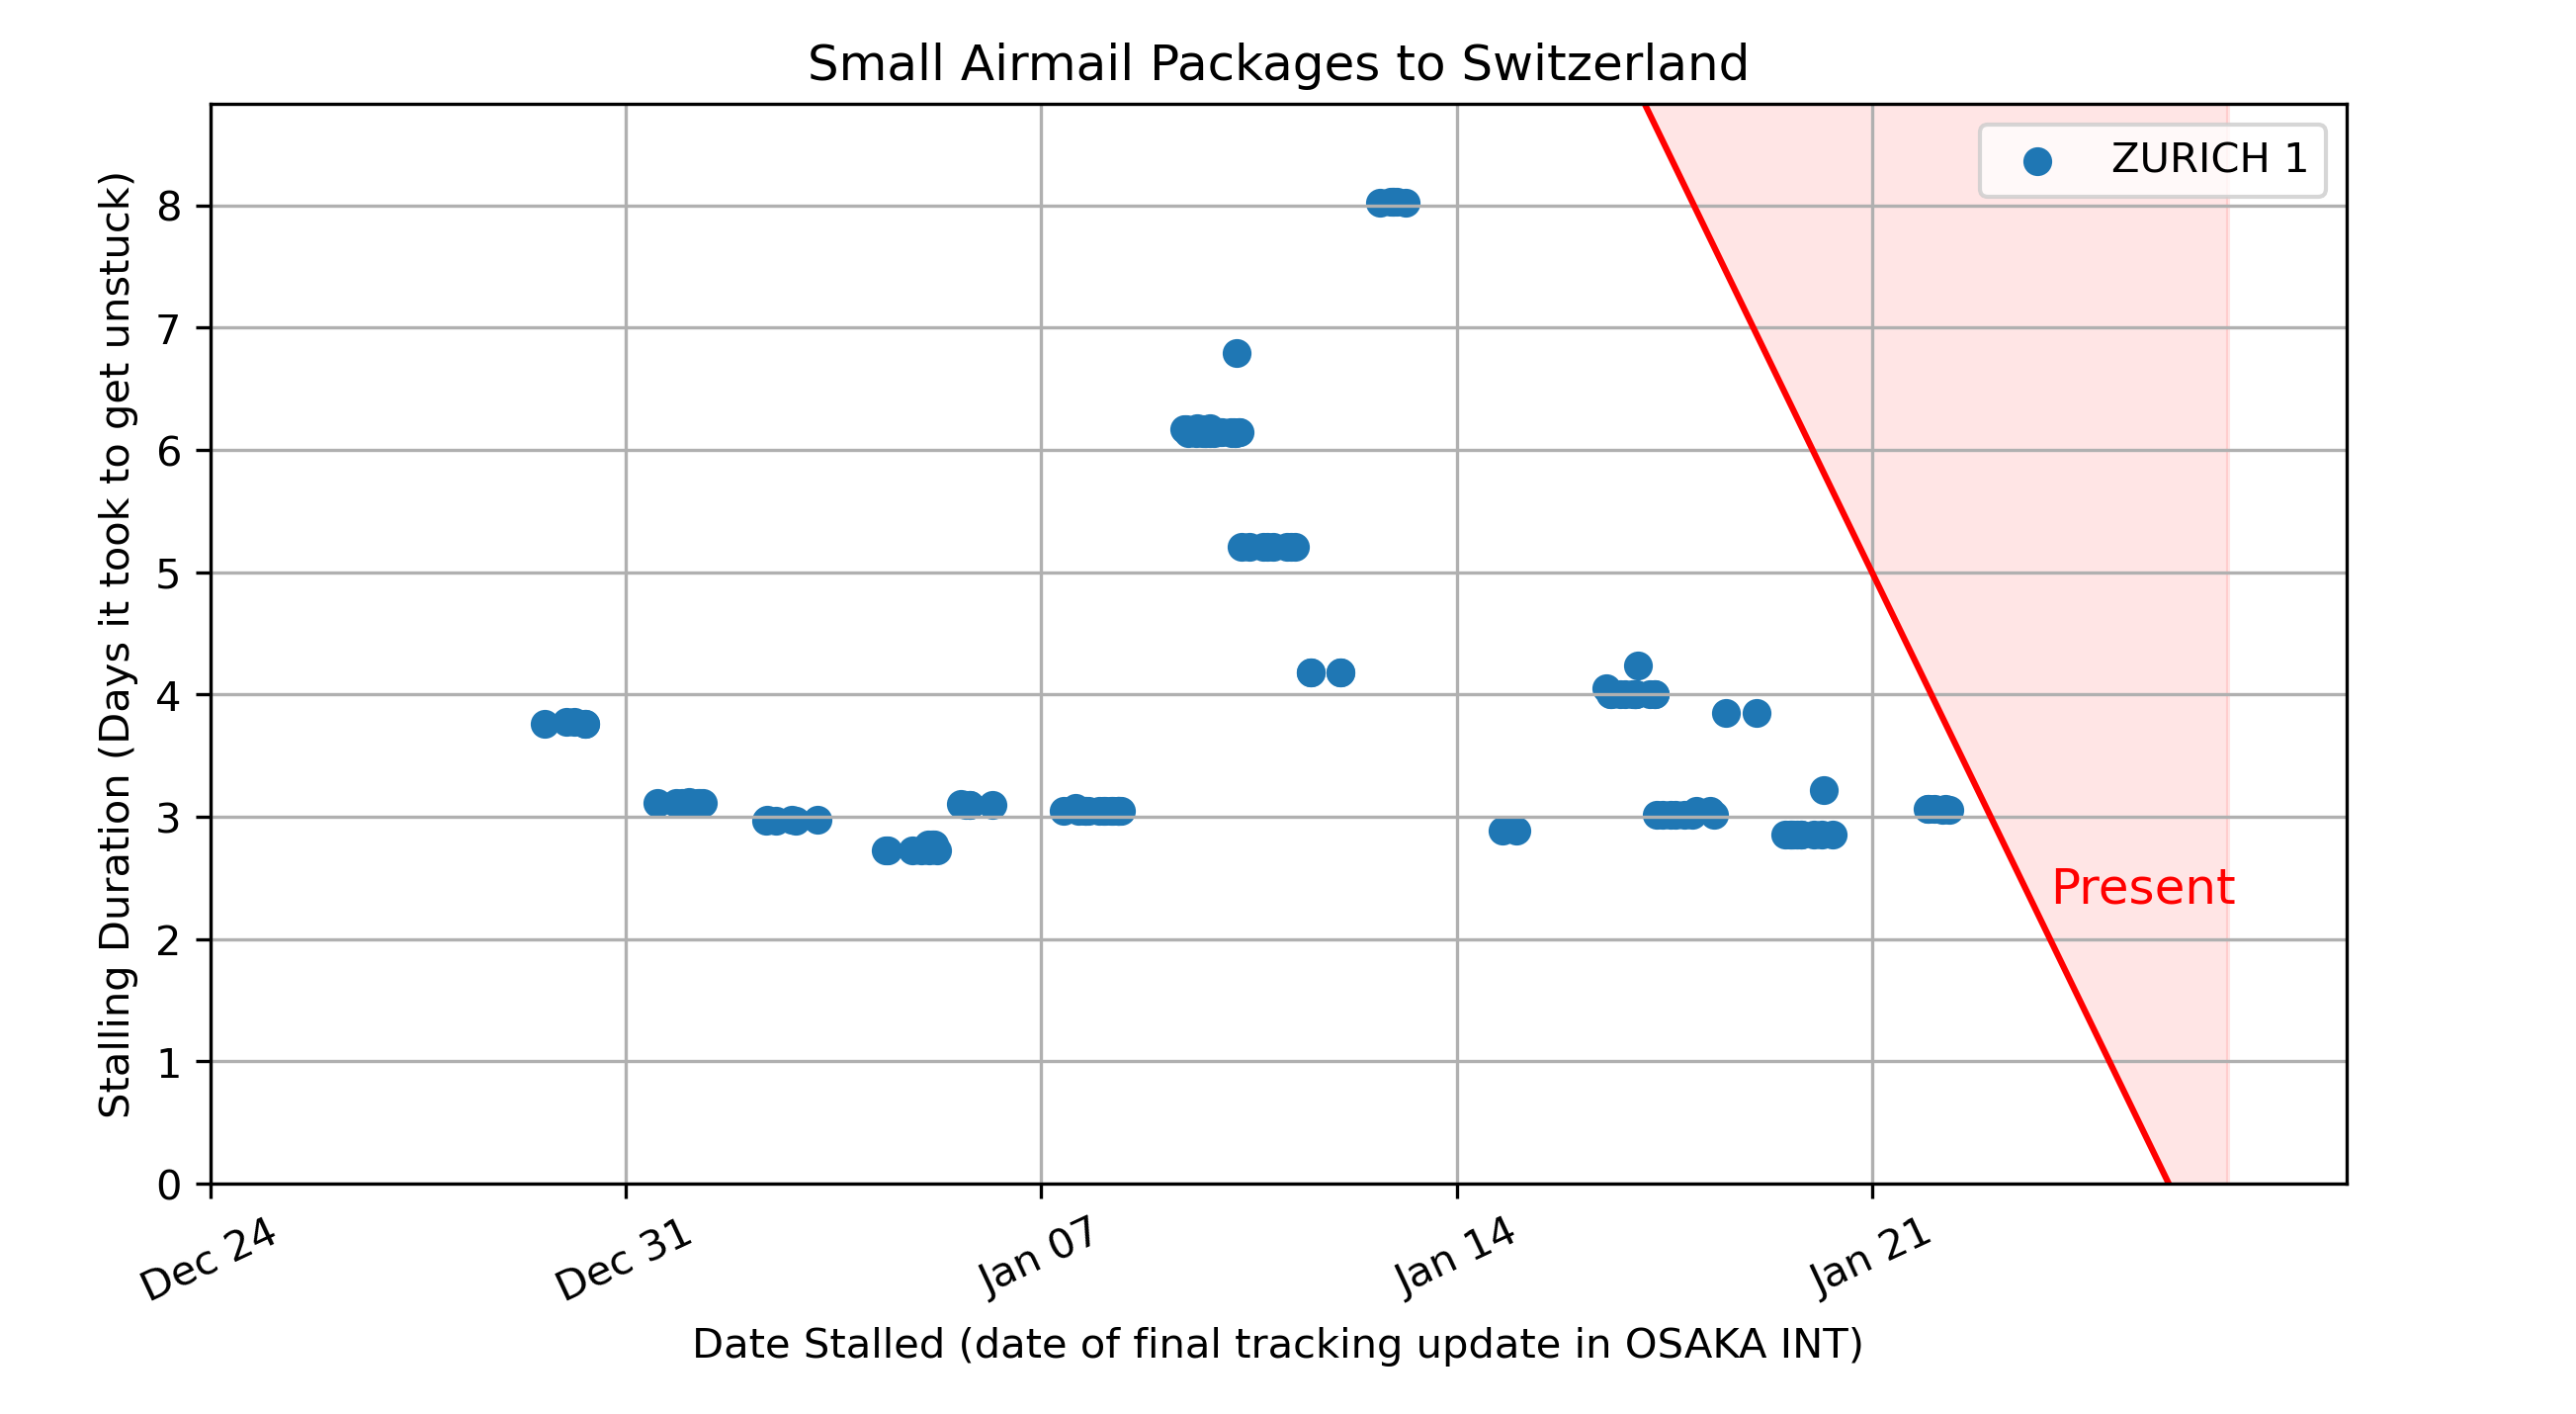 Small Airmail Packages to Switzerland
ZURICH 1
Stalling Duration (Days it took to get unstuck)
8
7
6
5
4
3
2
1
0
Present
Dec 24
Dec 31
Jan 07
Jan 14
Jan 21
Date Stalled (date of final tracking update in OSAKA INT)